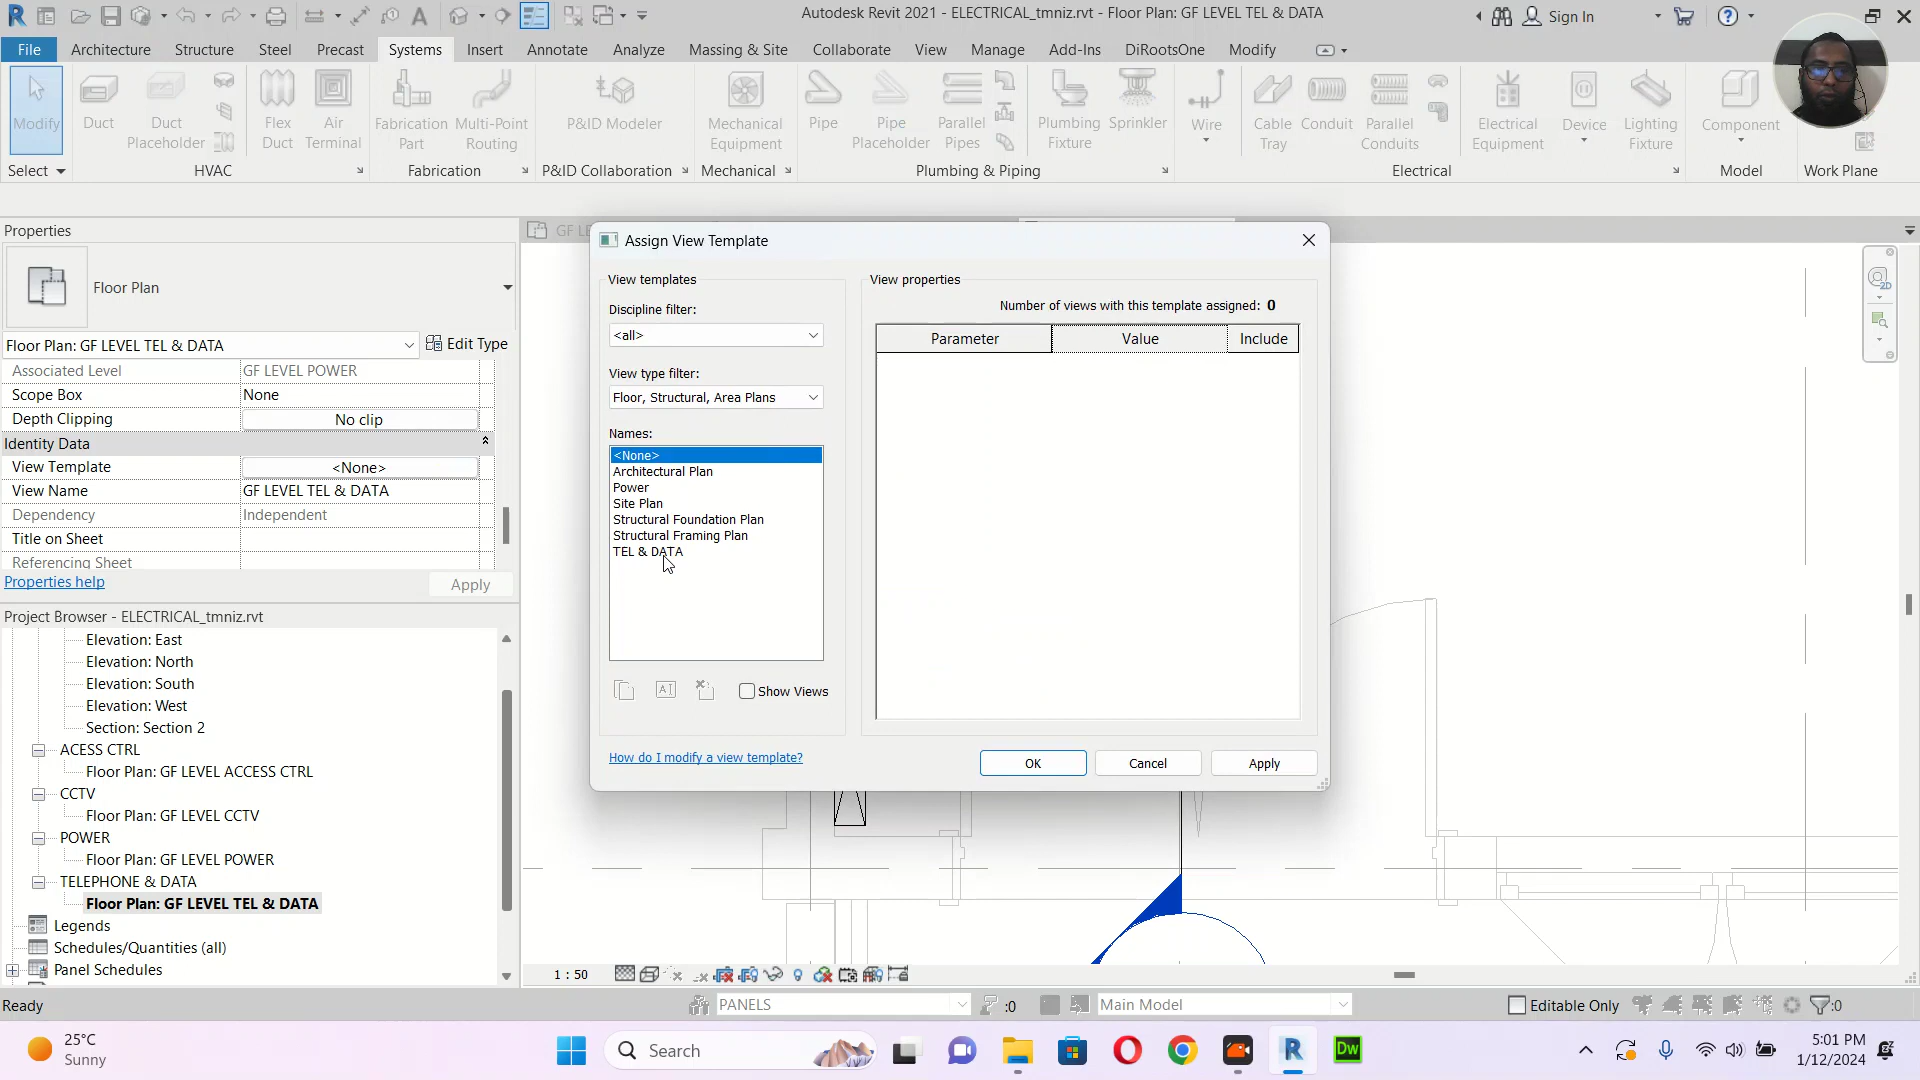 Autodesk Revit 2021 - ELECTRICAL_tmniz.rvt - Floor Plan: GF LEVEL TEL & DATA
Sign In
File Architecture Structure Steel Precast Systems Insert Annotate Analyze Massing & Site Collaborate View Manage Add-Ins DiRootsOne Modify
Modify Duct Duct Placeholder Flex Duct Air Terminal Fabrication Part Multi-Point Routing P&ID Modeler Mechanical Equipment Pipe Pipe Placeholder Parallel Pipes Plumbing Fixture Sprinkler Wire Cable Tray Conduit Parallel Conduits Electrical Equipment Device Lighting Fixture Component
Select HVAC Fabrication P&ID Collaboration Mechanical Plumbing & Piping Electrical Model Work Plane
Properties
Floor Plan
Floor Plan: GF LEVEL TEL & DATA Edit Type
Associated Level GF LEVEL POWER
Scope Box None
Depth Clipping No clip
Identity Data
View Template <None>
View Name GF LEVEL TEL & DATA
Dependency Independent
Title on Sheet
Referencing Sheet
Properties help Apply
Project Browser - ELECTRICAL_tmniz.rvt
Elevation: East
Elevation: North
Elevation: South
Elevation: West
Section: Section 2
ACESS CTRL
Floor Plan: GF LEVEL ACCESS CTRL
CCTV
Floor Plan: GF LEVEL CCTV
POWER
Floor Plan: GF LEVEL POWER
TELEPHONE & DATA
Floor Plan: GF LEVEL TEL & DATA
Legends
Schedules/Quantities (all)
Panel Schedules
GF LE
Assign View Template
View templates
Discipline filter:
<all>
View type filter:
Floor, Structural, Area Plans
Names:
<None>
Architectural Plan
Power
Site Plan
Structural Foundation Plan
Structural Framing Plan
TEL & DATA
Show Views
How do I modify a view template?
View properties
Number of views with this template assigned: 0
Parameter Value Include
OK Cancel Apply
2D
1 : 50
Ready
PANELS
:0
Main Model
Editable Only
:0
25°C
Sunny
Search
Dw
5:01 PM
1/12/2024